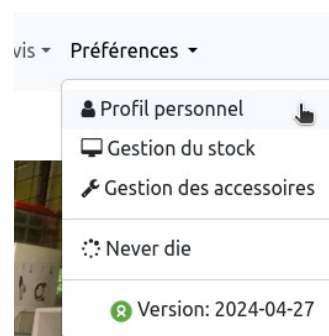 vis Préférences
Profil personnel
Gestion du stock
Gestion des accessoires
Never die
Version: 2024-04-27